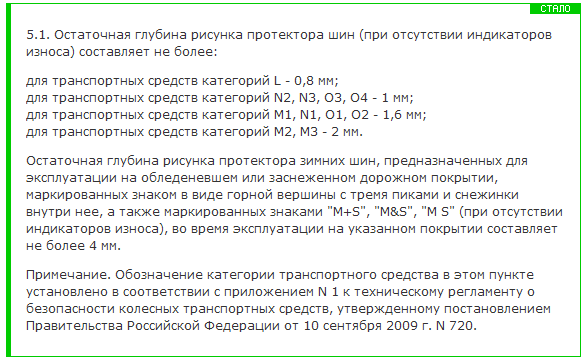 СТАЛО
5.1. Остаточная глубина рисунка протектора шин (при отсутствии индикаторов
износа) составляет не более:
для транспортных средств категорий L - 0,8 мм;
для транспортных средств категорий N2, N3, O3, O4 - 1 мм;
для транспортных средств категорий M1, N1, O1, O2 - 1,6 мм;
для транспортных средств категорий M2, M3 - 2 мм.
Остаточная глубина рисунка протектора зимних шин, предназначенных для
эксплуатации на обледеневшем или заснеженном дорожном покрытии,
маркированных знаком в виде горной вершины с тремя пиками и снежинки
внутри нее, а также маркированных знаками "M+S", "M&S", "M S" (при отсутствии
индикаторов износа), во время эксплуатации на указанном покрытии составляет
не более 4 мм.
Примечание. Обозначение категории транспортного средства в этом пункте
установлено в соответствии с приложением N 1 к техническому регламенту о
безопасности колесных транспортных средств, утвержденному постановлением
Правительства Российской Федерации от 10 сентября 2009 г. N 720.